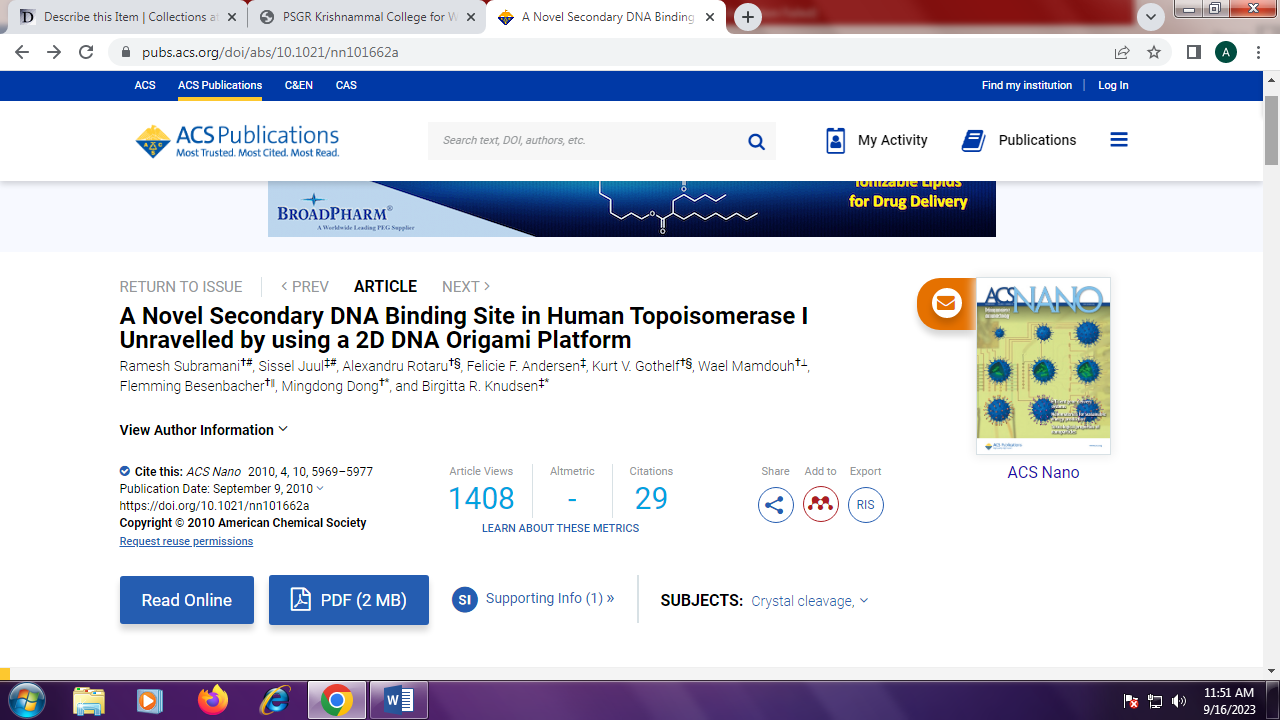 Describe this Item | Collections at
PSGR Krishnammal College for W
A Novel Secondary DNA Binding
pubs.acs.org/doi/abs/10.1021/nn101662a
A
ACS
ACS Publications
C&EN
CAS
Find my institution
Log In
ACS Publications
Most Trusted. Most Cited. Most Read.
Search text, DOI, authors, etc.
My Activity
Publications
BROADPHARM®
A Worldwide Leading PEG Supplier
Ionizable Lipids
for Drug Delivery
RETURN TO ISSUE
< PREV
ARTICLE
NEXT >
A Novel Secondary DNA Binding Site in Human Topoisomerase I
Unravelled by using a 2D DNA Origami Platform
Ramesh Subramani†#, Sissel Juul‡#, Alexandru Rotaru†§, Felicie F. Andersen‡, Kurt V. Gothelf†§, Wael Mamdouh†⊥,
Flemming Besenbacher†∥, Mingdong Dong†*, and Birgitta R. Knudsen‡*
View Author Information
Cite this: ACS Nano 2010, 4, 10, 5969–5977
Publication Date: September 9, 2010
https://doi.org/10.1021/nn101662a
Copyright © 2010 American Chemical Society
Request reuse permissions
Article Views
1408
Altmetric
-
Citations
29
LEARN ABOUT THESE METRICS
Share
Add to
Export
RIS
ACS NANO
ACS Nano
Read Online
PDF (2 MB)
SI
Supporting Info (1) »
SUBJECTS: Crystal cleavage,
11:51 AM
9/16/2023